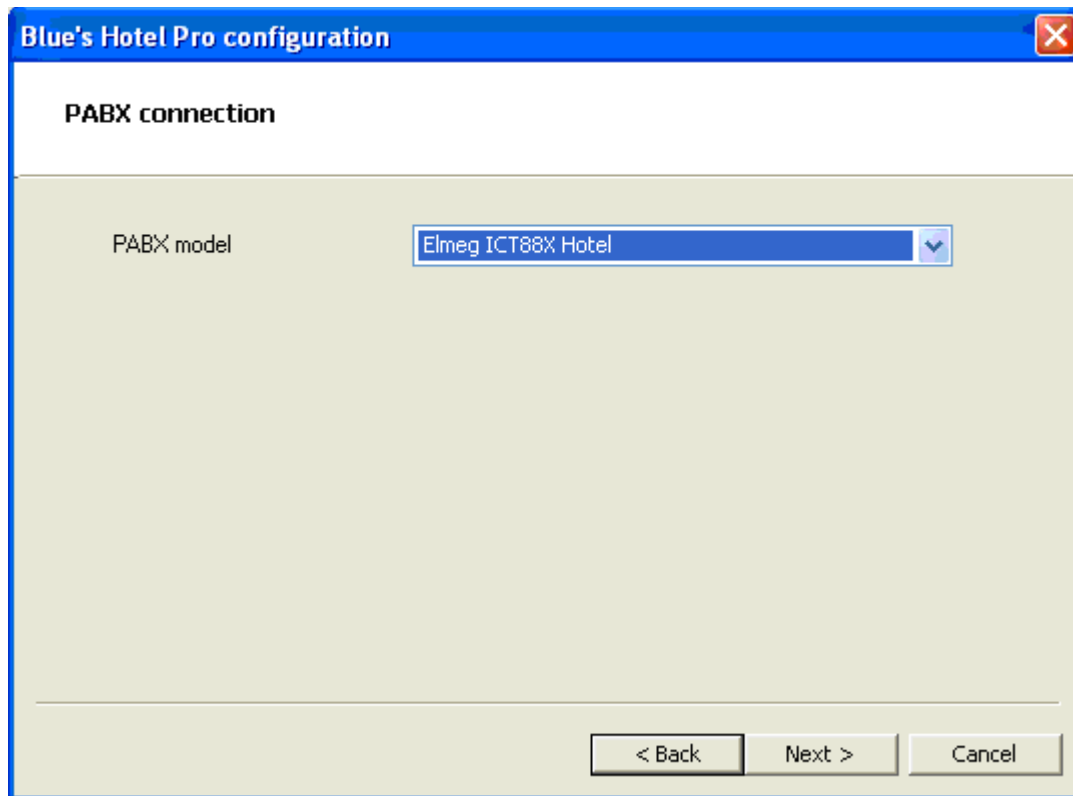 Blue's Hotel Pro configuration
PABX connection
PABX model
Elmeg ICT88X Hotel
< Back
Next >
Cancel